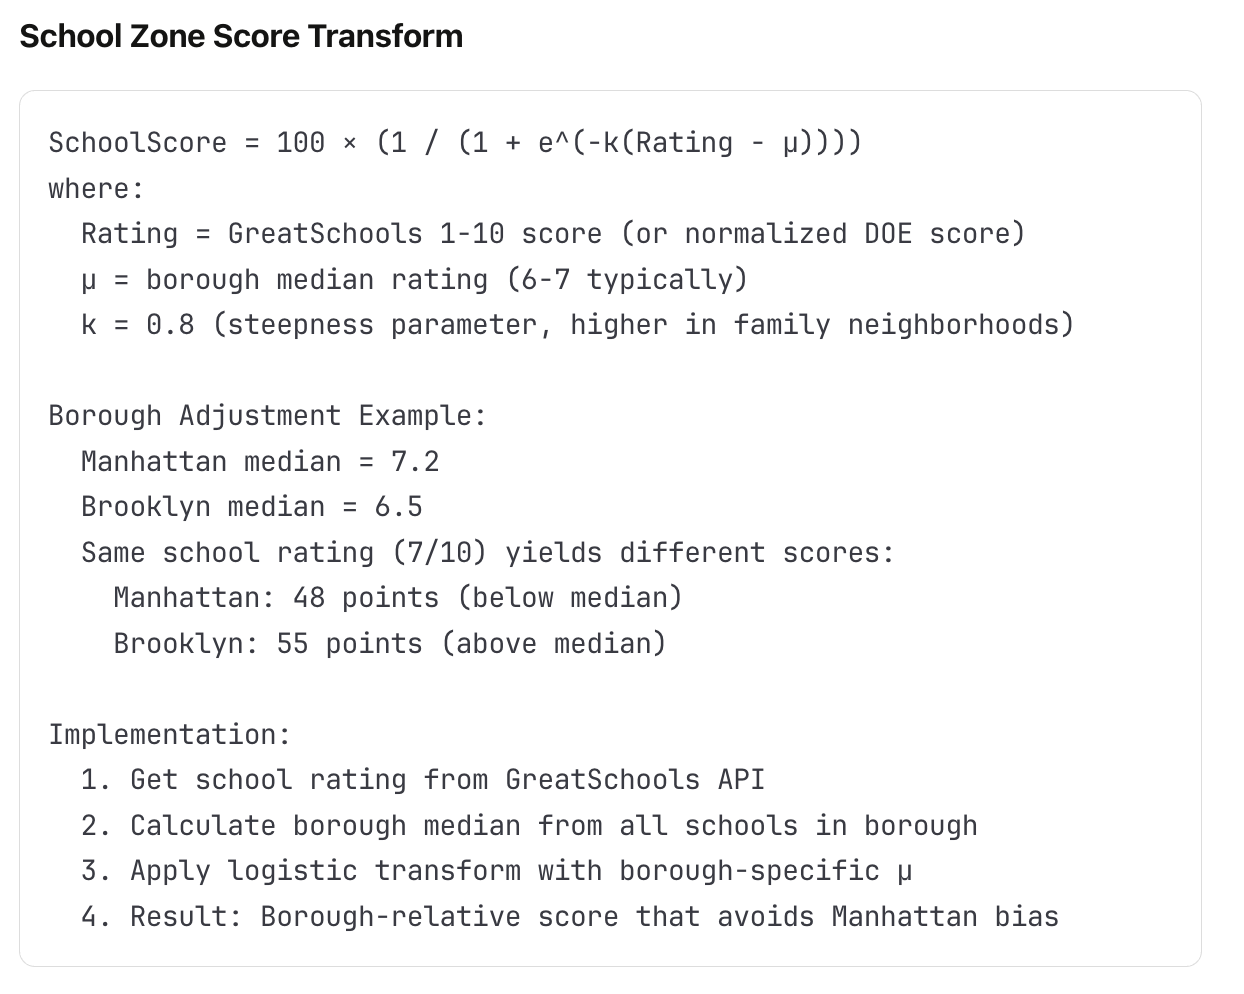 School Zone Score Transform
SchoolScore = 100 × (1 / (1 + e^(-k(Rating - μ))))
where:
Rating = GreatSchools 1-10 score (or normalized DOE score)
μ = borough median rating (6-7 typically)
k = 0.8 (steepness parameter, higher in family neighborhoods)
Borough Adjustment Example:
Manhattan median = 7.2
Brooklyn median = 6.5
Same school rating (7/10) yields different scores:
Manhattan: 48 points (below median)
Brooklyn: 55 points (above median)
Implementation:
1. Get school rating from GreatSchools API
2. Calculate borough median from all schools in borough
3. Apply logistic transform with borough-specific μ
4. Result: Borough-relative score that avoids Manhattan bias